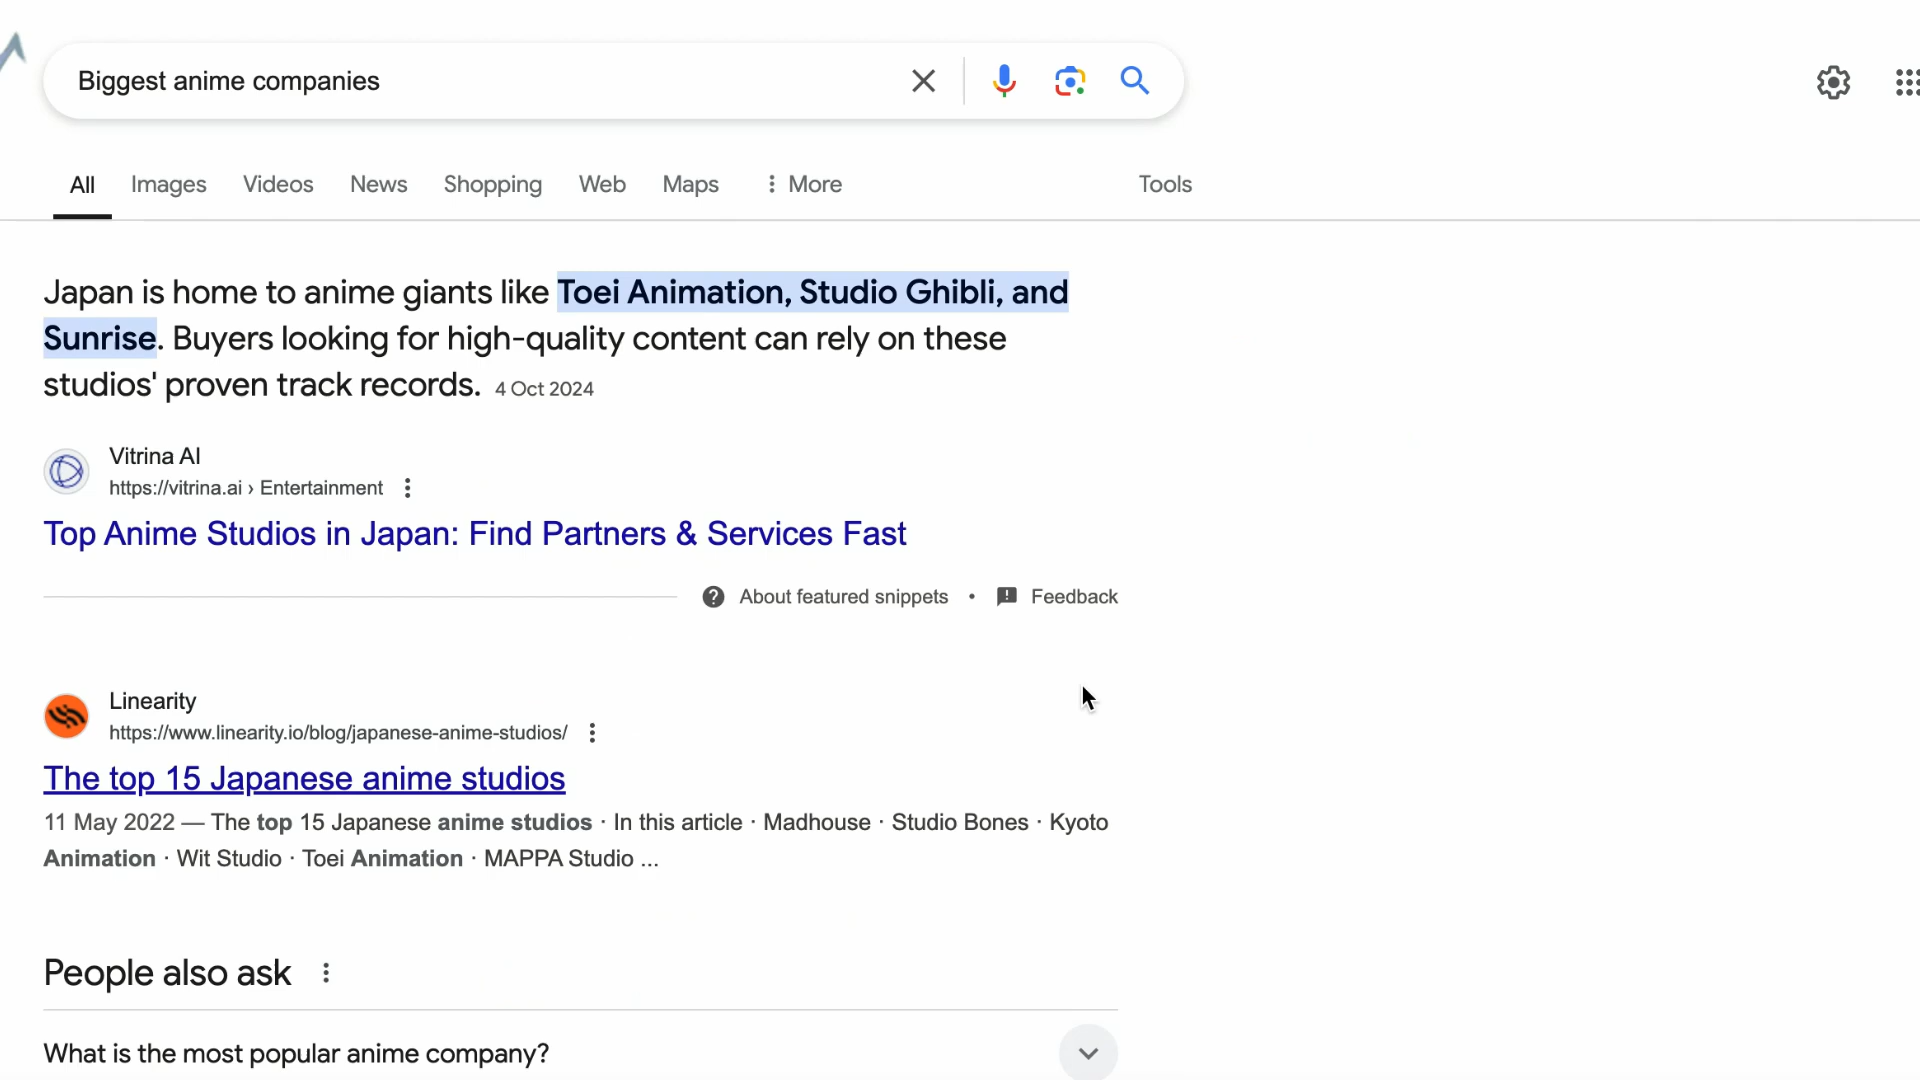 Biggest anime companies
All Images Videos News Shopping Web Maps More Tools
Japan is home to anime giants like Toei Animation, Studio Ghibli, and
Sunrise. Buyers looking for high-quality content can rely on these
studios' proven track records. 4 Oct 2024
Vitrina AI
https://vitrina.ai › Entertainment
Top Anime Studios in Japan: Find Partners & Services Fast
About featured snippets • Feedback
Linearity
https://www.linearity.io/blog/japanese-anime-studios/
The top 15 Japanese anime studios
11 May 2022 — The top 15 Japanese anime studios · In this article · Madhouse · Studio Bones · Kyoto
Animation · Wit Studio · Toei Animation · MAPPA Studio ...
People also ask
What is the most popular anime company?